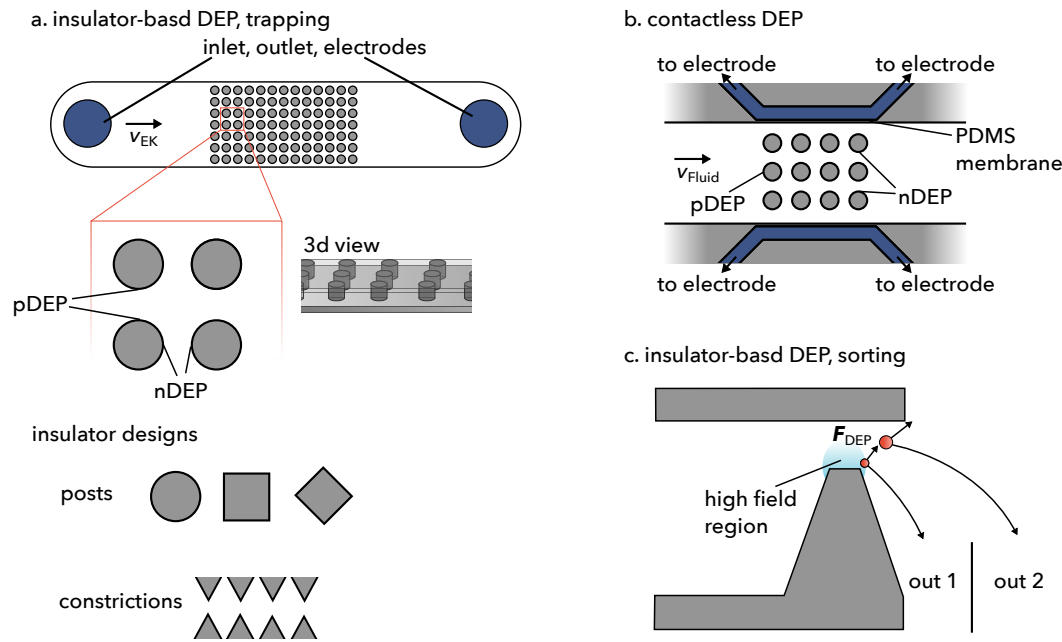 a. insulator-basd DEP, trapping
inlet, outlet, electrodes
vEK
3d view
pDEP
nDEP
insulator designs
posts
constrictions
b. contactless DEP
to electrode
to electrode
PDMS
membrane
vFluid
pDEP
nDEP
to electrode
to electrode
c. insulator-basd DEP, sorting
FDEP
high field
region
out 1
out 2